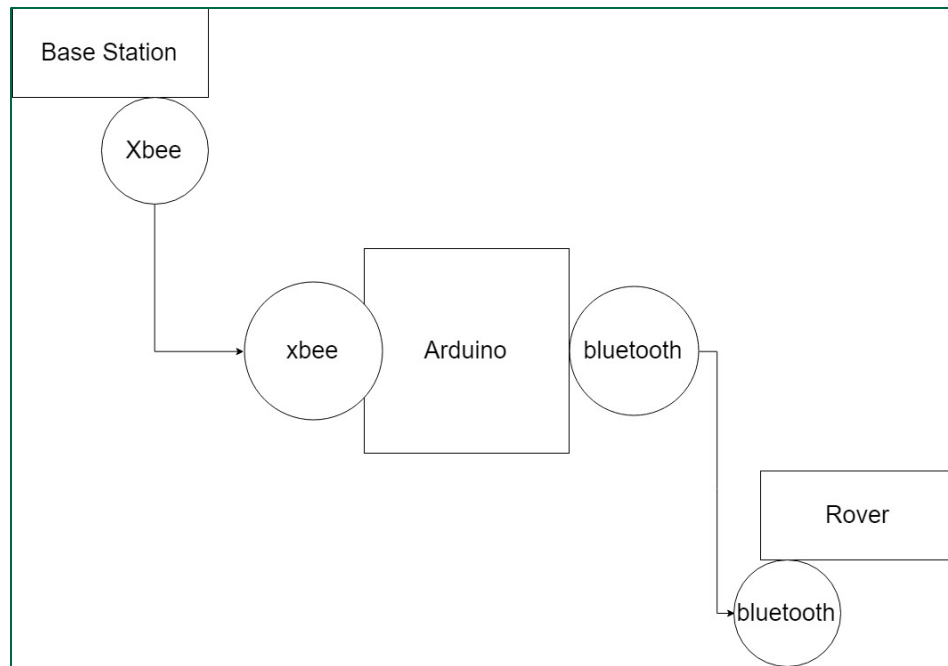 Base Station
Xbee
xbee
Arduino
bluetooth
Rover
bluetooth